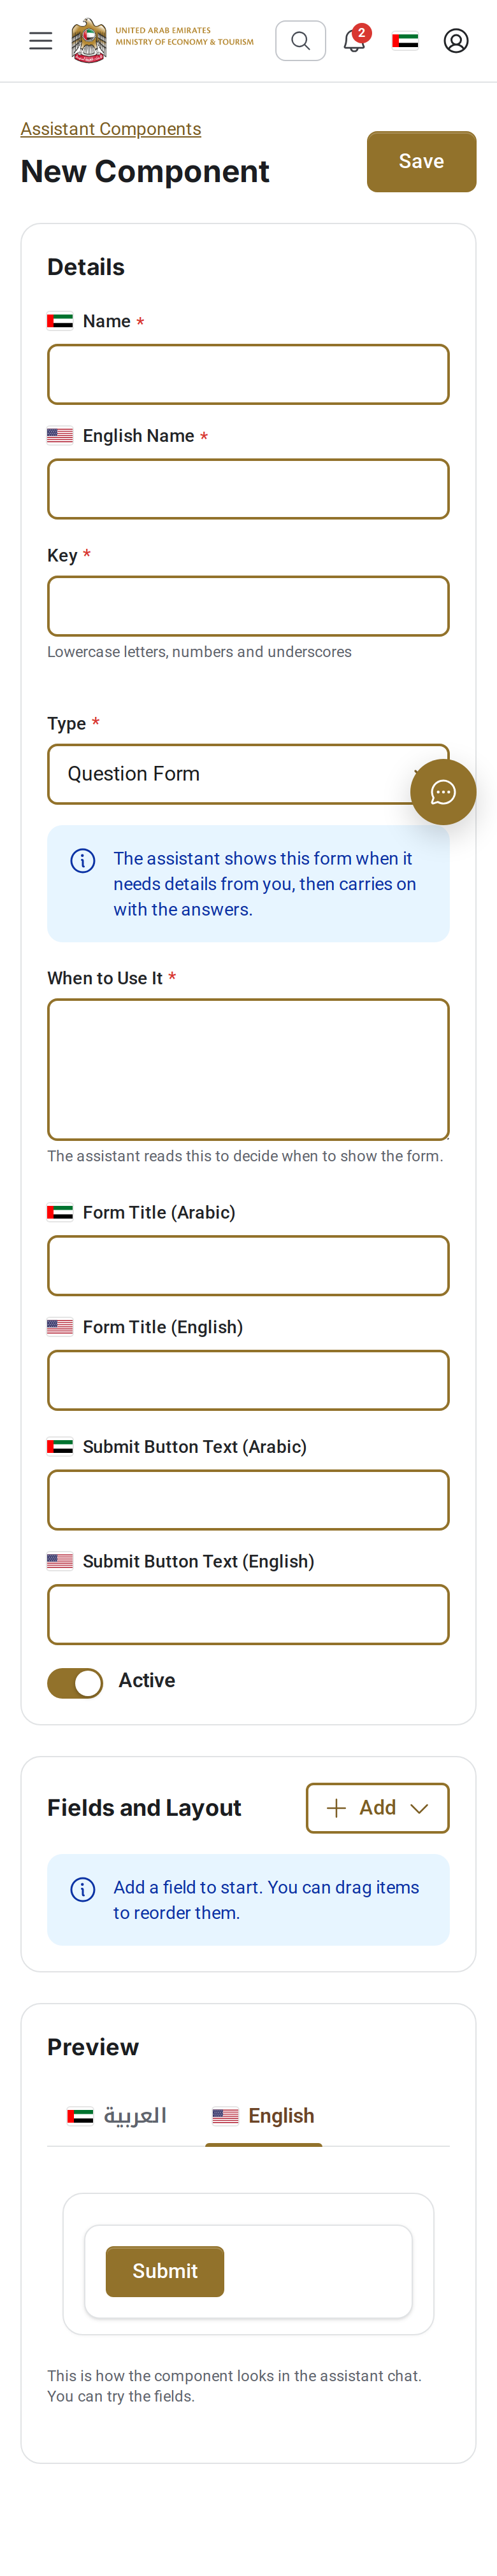 UNITED ARAB EMIRATES
MINISTRY OF ECONOMY & TOURISM
2
Assistant Components
New Component
Save
Details
Name *
English Name *
Key *
Lowercase letters, numbers and underscores
Type *
Question Form
The assistant shows this form when it
needs details from you, then carries on
with the answers.
When to Use It *
The assistant reads this to decide when to show the form.
Form Title (Arabic)
Form Title (English)
Submit Button Text (Arabic)
Submit Button Text (English)
Active
Fields and Layout
Add
Add a field to start. You can drag items
to reorder them.
Preview
العربية
English
Submit
This is how the component looks in the assistant chat.
You can try the fields.